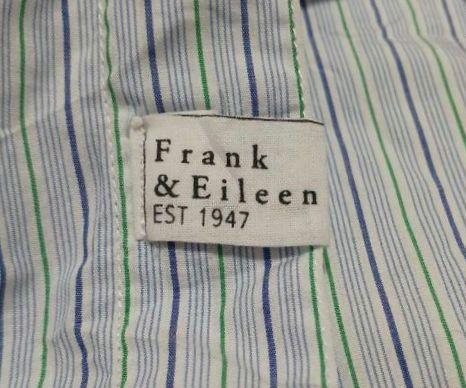 Frank
& Eileen
EST 1947